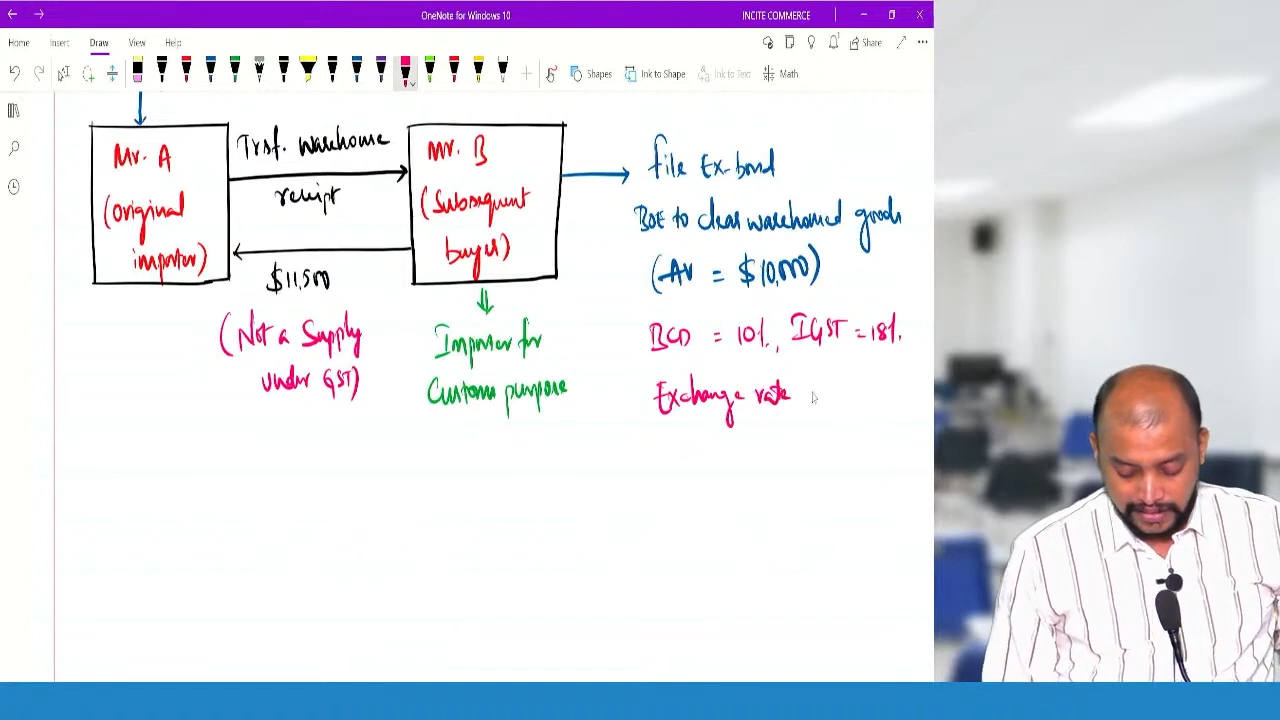 OneNote for Windows 10
INCITE COMMERCE
Home Insert Draw View Help
Share
Shapes Ink to Shape Ink to Text Math
Mr. A
(Original
importer)
Trsf. Warehouse
receipt
$11,500
(Not a Supply
under GST)
Mr. B
(Subsequent
buyer)
Importer for
Custom purpose
File Ex-bond
BOE to clear warehoused goods
(AV = $10,000)
BCD = 10%, IGST = 18%
Exchange rate